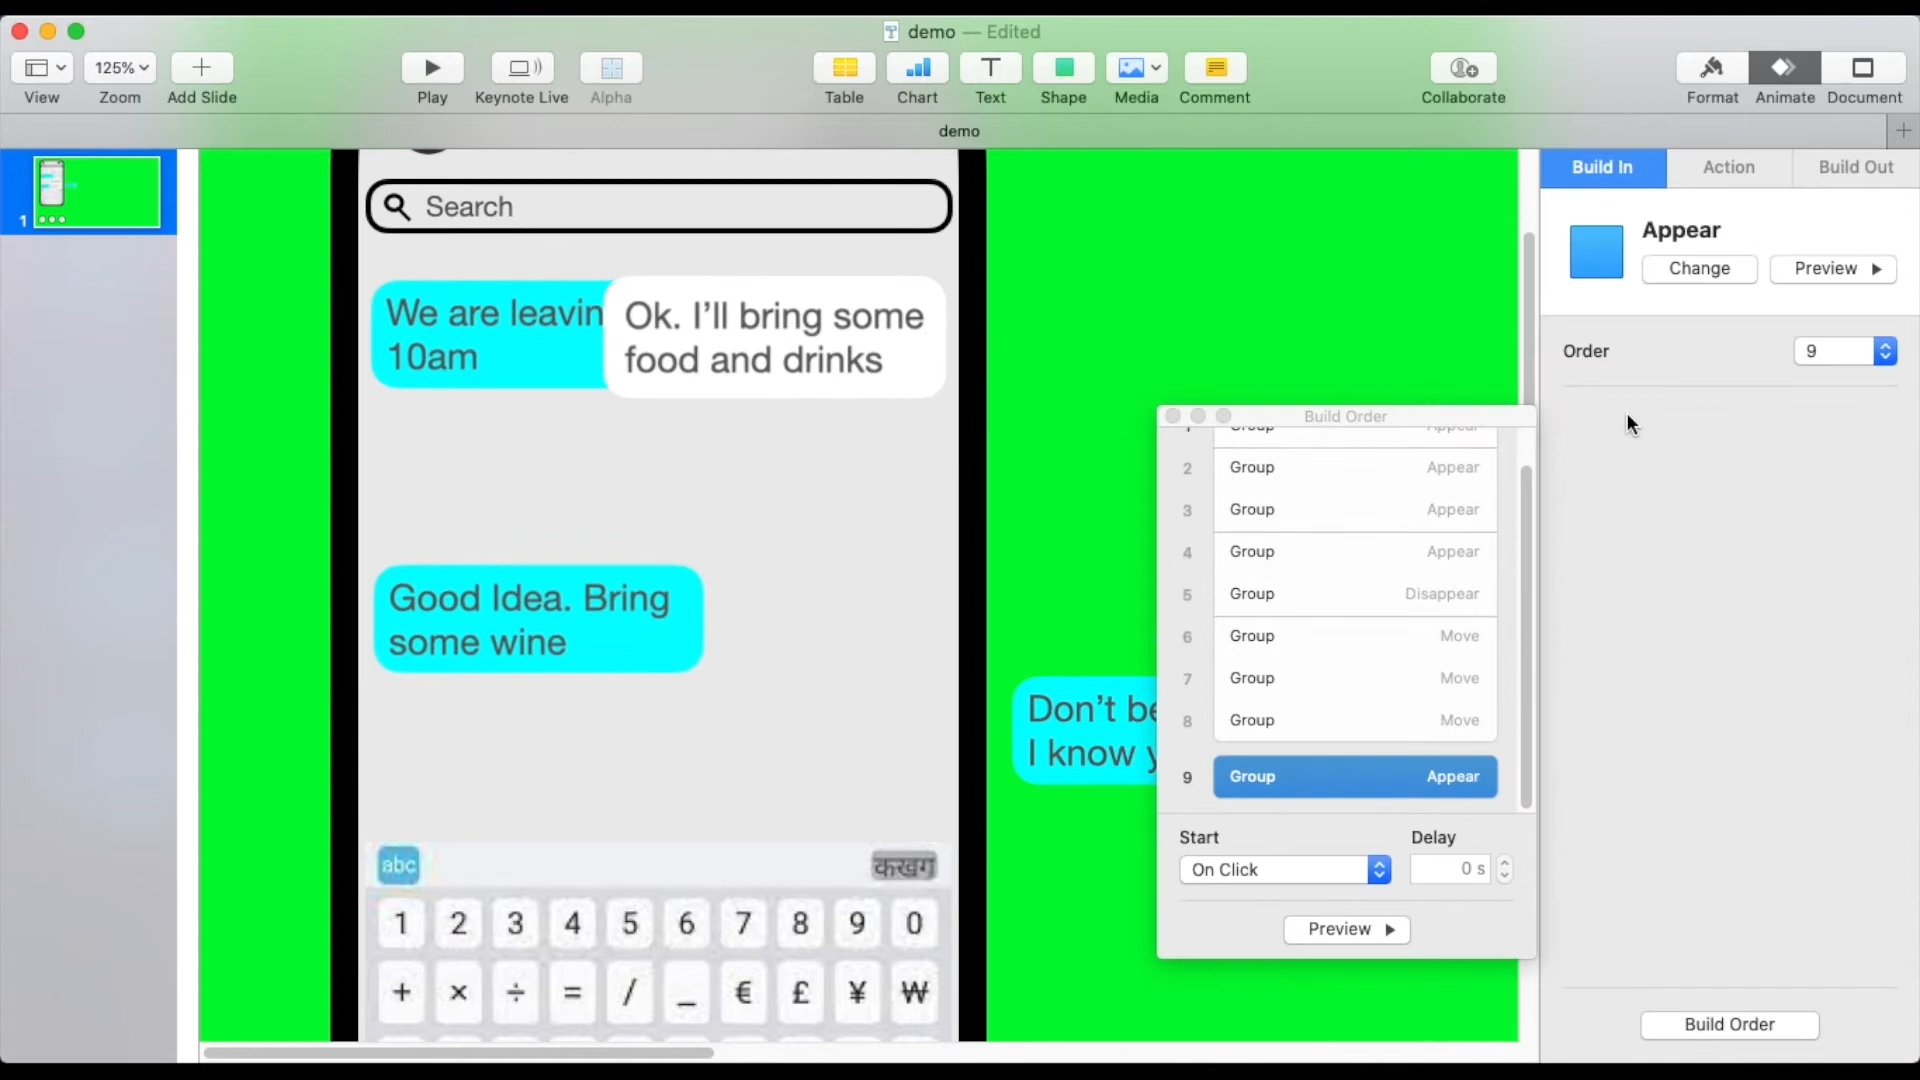 demo — Edited
125%
View
Zoom
Add Slide
Play
Keynote Live
Alpha
Table
Chart
Text
Shape
Media
Comment
Collaborate
Format
Animate
Document
demo
1
Search
We are leavin
10am
Ok. I'll bring some
food and drinks
Good Idea. Bring
some wine
Don't be
I know y
abc
कखग
1 2 3 4 5 6 7 8 9 0
+ × ÷ = / _ € £ ¥ ₩
Build Order
1 Group Appear
2 Group Appear
3 Group Appear
4 Group Appear
5 Group Disappear
6 Group Move
7 Group Move
8 Group Move
9 Group Appear
Start
Delay
On Click
0 s
Preview
Build In
Action
Build Out
Appear
Change
Preview
Order
9
Build Order